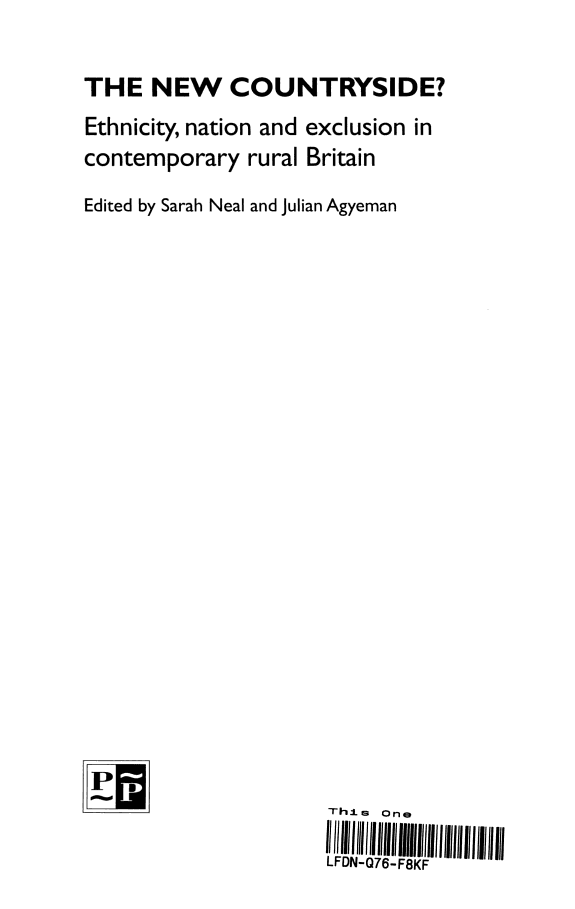 THE NEW COUNTRYSIDE?
Ethnicity, nation and exclusion in
contemporary rural Britain
Edited by Sarah Neal and Julian Agyeman
P
P
This One
LFDN-Q76-F8KF